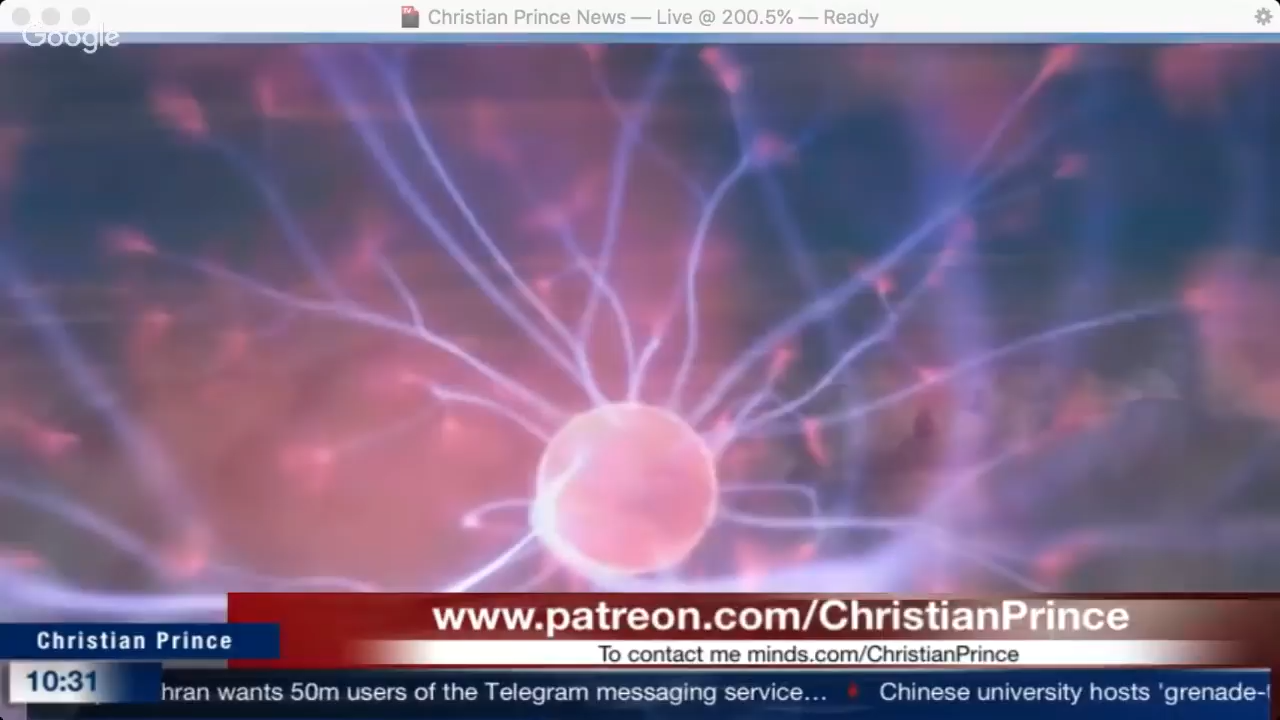 Christian Prince News — Live @ 200.5% — Ready
Google
www.patreon.com/ChristianPrince
Christian Prince
To contact me minds.com/ChristianPrince
10:31
hran wants 50m users of the Telegram messaging service... Chinese university hosts 'grenade-